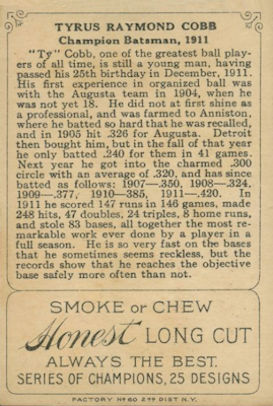 TYRUS RAYMOND COBB
Champion Batsman, 1911
"Ty" Cobb, one of the greatest ball play-
ers of all time, is still a young man, having
passed his 25th birthday in December, 1911.
His first experience in organized ball was
with the Augusta team in 1904, when he
was not yet 18. He did not at first shine as
a professional, and was farmed to Anniston,
where he batted so hard that he was recalled,
and in 1905 hit .326 for Augusta. Detroit
then bought him, but in the fall of that year
he only batted .240 for them in 41 games.
Next year he got into the charmed .300
circle with an average of .320, and has since
batted as follows: 1907—.350, 1908—.324,
1909—.377, 1910—.385, 1911—.420. In
1911 he scored 147 runs in 146 games, made
248 hits, 47 doubles, 24 triples, 8 home runs,
and stole 83 bases, all together the most re-
markable work ever done by a player in a
full season. He is so very fast on the bases
that he sometimes seems reckless, but the
records show that he reaches the objective
base safely more often than not.
SMOKE or CHEW
Honest LONG CUT
ALWAYS THE BEST.
SERIES OF CHAMPIONS, 25 DESIGNS
FACTORY No 60 2ND DIST N.Y.